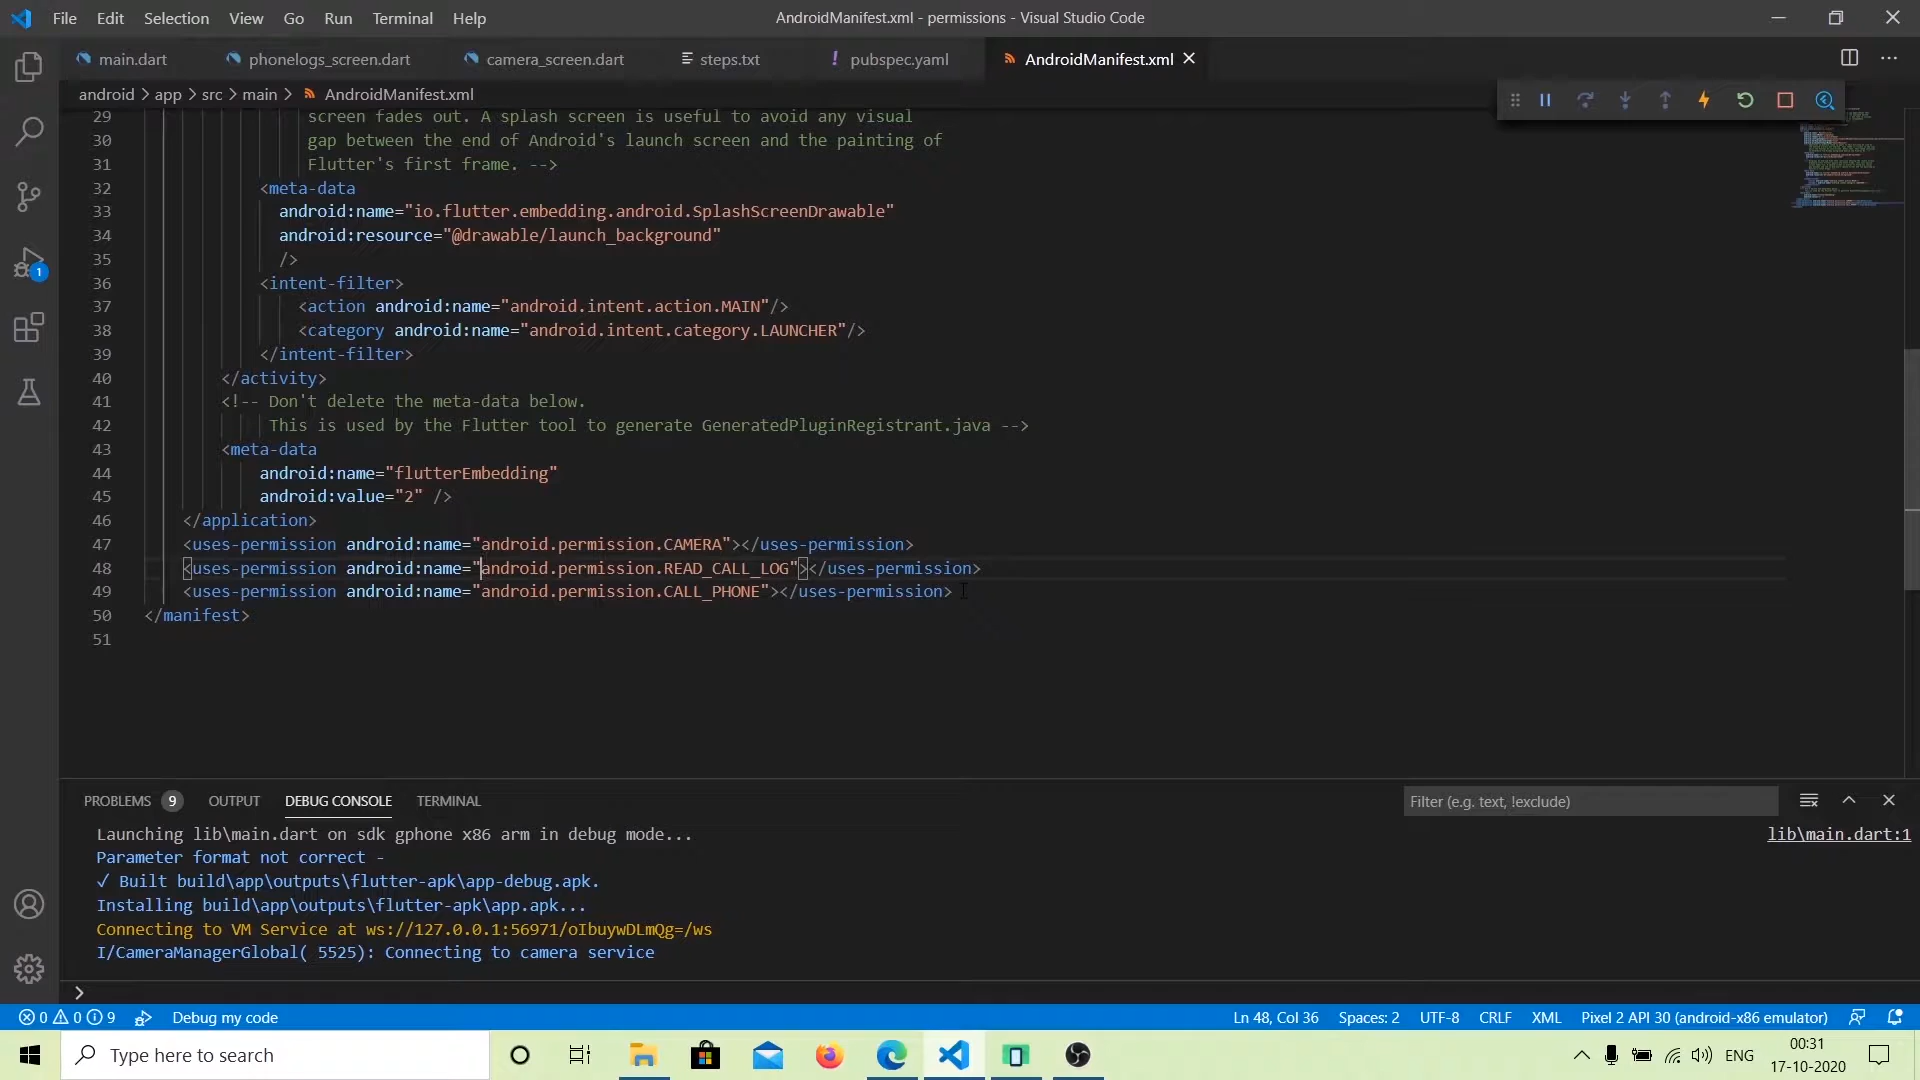 File Edit Selection View Go Run Terminal Help
AndroidManifest.xml - permissions - Visual Studio Code
main.dart
phonelogs_screen.dart
camera_screen.dart
steps.txt
pubspec.yaml
AndroidManifest.xml
android > app > src > main > AndroidManifest.xml
29 screen fades out. A splash screen is useful to avoid any visual
30 gap between the end of Android's launch screen and the painting of
31 Flutter's first frame. -->
32 <meta-data
33 android:name="io.flutter.embedding.android.SplashScreenDrawable"
34 android:resource="@drawable/launch_background"
35 />
36 <intent-filter>
37 <action android:name="android.intent.action.MAIN"/>
38 <category android:name="android.intent.category.LAUNCHER"/>
39 </intent-filter>
40 </activity>
41 <!-- Don't delete the meta-data below.
42 This is used by the Flutter tool to generate GeneratedPluginRegistrant.java -->
43 <meta-data
44 android:name="flutterEmbedding"
45 android:value="2" />
46 </application>
47 <uses-permission android:name="android.permission.CAMERA"></uses-permission>
48 <uses-permission android:name="android.permission.READ_CALL_LOG"></uses-permission>
49 <uses-permission android:name="android.permission.CALL_PHONE"></uses-permission>
50 </manifest>
51
PROBLEMS 9 OUTPUT DEBUG CONSOLE TERMINAL
Filter (e.g. text, !exclude)
Launching lib\main.dart on sdk gphone x86 arm in debug mode...
lib\main.dart:1
Parameter format not correct -
✓ Built build\app\outputs\flutter-apk\app-debug.apk.
Installing build\app\outputs\flutter-apk\app.apk...
Connecting to VM Service at ws://127.0.0.1:56971/oIbuywDLmQg=/ws
I/CameraManagerGlobal( 5525): Connecting to camera service
0 0 9 Debug my code
Ln 48, Col 36 Spaces: 2 UTF-8 CRLF XML Pixel 2 API 30 (android-x86 emulator)
Type here to search
ENG
00:31
17-10-2020